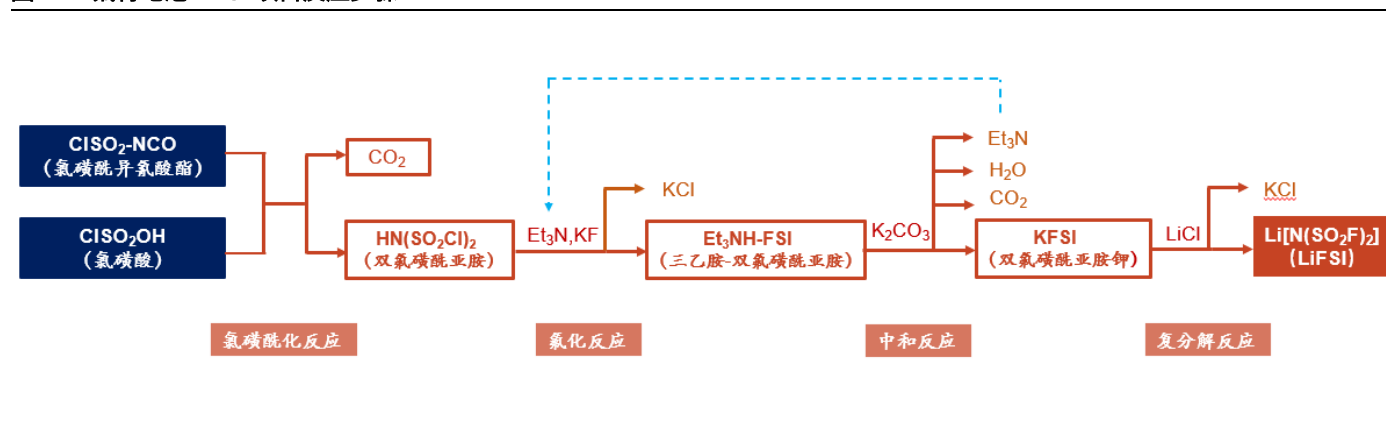 ClSO₂-NCO
(氯磺酰异氰酸酯)
ClSO₂OH
(氯磺酸)
CO₂
HN(SO₂Cl)₂
(双氯磺酰亚胺)
Et₃N,KF
KCl
Et₃NH-FSI
(三乙胺-双氟磺酰亚胺)
K₂CO₃
Et₃N
H₂O
CO₂
KFSI
(双氟磺酰亚胺钾)
LiCl
KCl
Li[N(SO₂F)₂]
(LiFSI)
氯磺酰化反应
氟化反应
中和反应
复分解反应